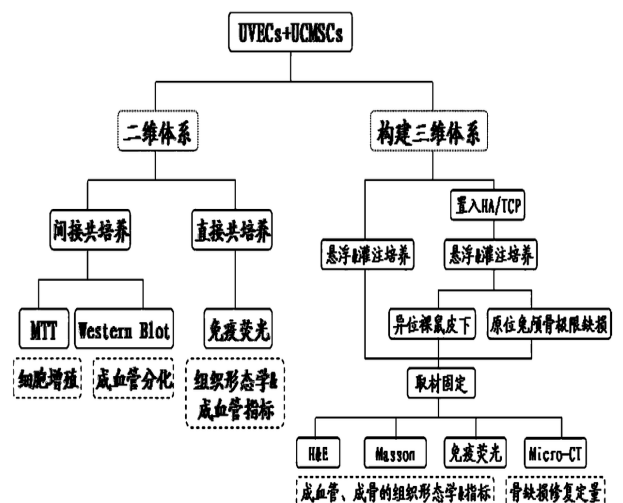 UVECs+UCMSCs
二维体系
构建三维体系
间接共培养
直接共培养
置入HA/TCP
悬浮&灌注培养
悬浮&灌注培养
MTT
Western Blot
免疫荧光
异位裸鼠皮下
原位兔颅骨极限缺损
细胞增殖
成血管分化
组织形态学&
成血管指标
取材固定
H&E
Masson
免疫荧光
Micro-CT
成血管、成骨的组织形态学&指标
骨缺损修复定量